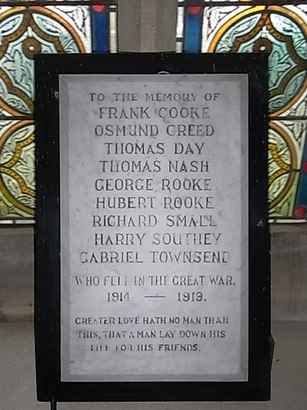 TO THE MEMORY OF
FRANK COOKE
OSMUND CREED
THOMAS DAY
THOMAS NASH
GEORGE ROOKE
HUBERT ROOKE
RICHARD SMALL
HARRY SOUTHEY
GABRIEL TOWNSEND
WHO FELL IN THE GREAT WAR.
1914 — 1919.
GREATER LOVE HATH NO MAN THAN
THIS, THAT A MAN LAY DOWN HIS
LIFE FOR HIS FRIENDS.